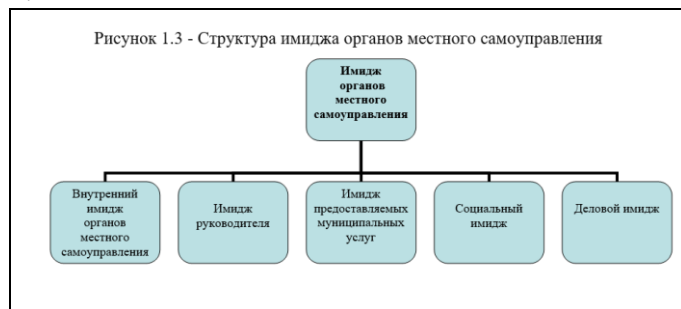 Рисунок 1.3 - Структура имиджа органов местного самоуправления
Имидж
органов
местного
самоуправления
Внутренний
имидж
органов
местного
самоуправления
Имидж
руководителя
Имидж
предоставляемых
муниципальных
услуг
Социальный
имидж
Деловой имидж